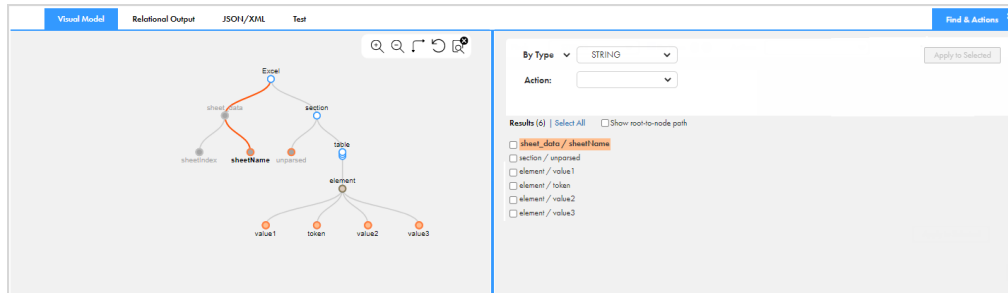 Visual Model Relational Output JSON/XML Test Find & Actions
Excel
sheet_data section
sheetIndex sheetName unparsed table
element
value1 token value2 value3
By Type STRING Apply to Selected
Action:
Results (6) | Select All Show root-to-node path
sheet_data / sheetName
section / unparsed
element / value1
element / token
element / value2
element / value3